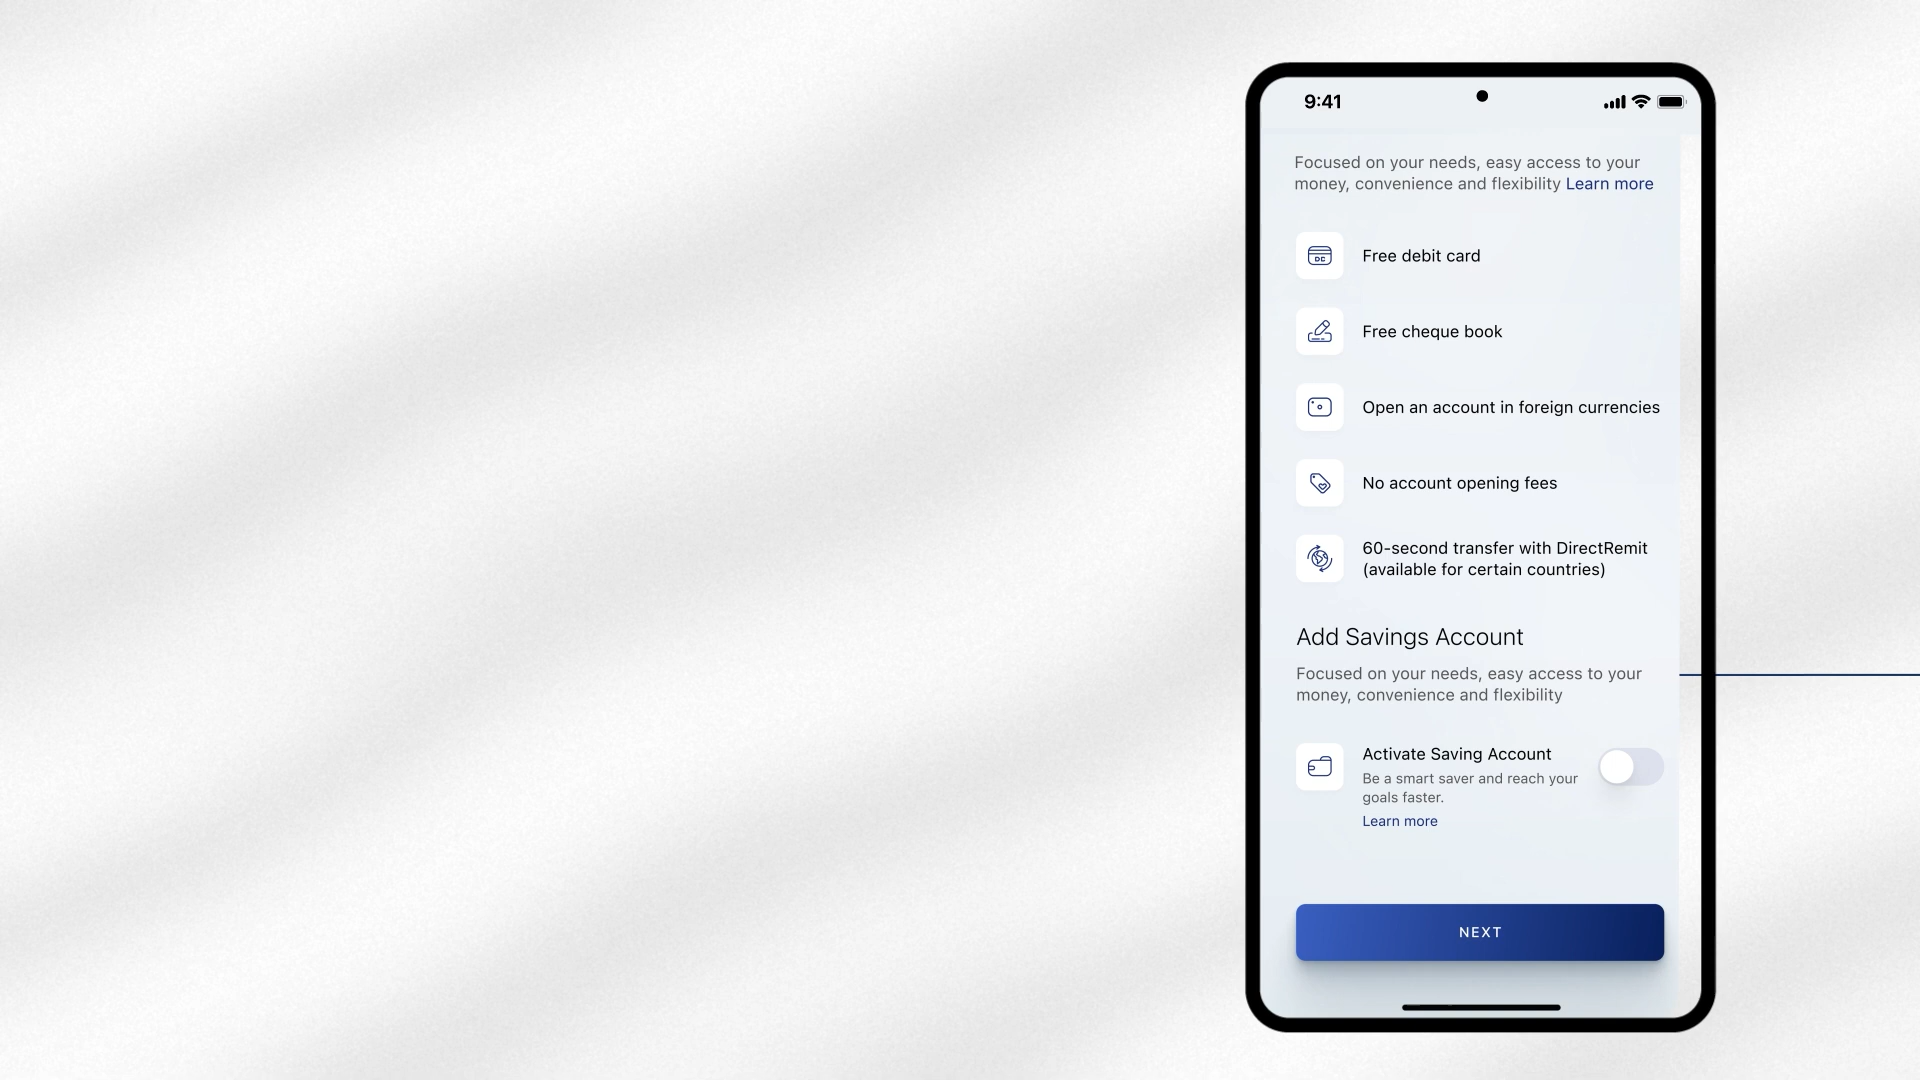 9:41
Focused on your needs, easy access to your
money, convenience and flexibility Learn more
DC
Free debit card
Free cheque book
Open an account in foreign currencies
No account opening fees
60-second transfer with DirectRemit
(available for certain countries)
Add Savings Account
Focused on your needs, easy access to your
money, convenience and flexibility
Activate Saving Account
Be a smart saver and reach your
goals faster.
Learn more
NEXT